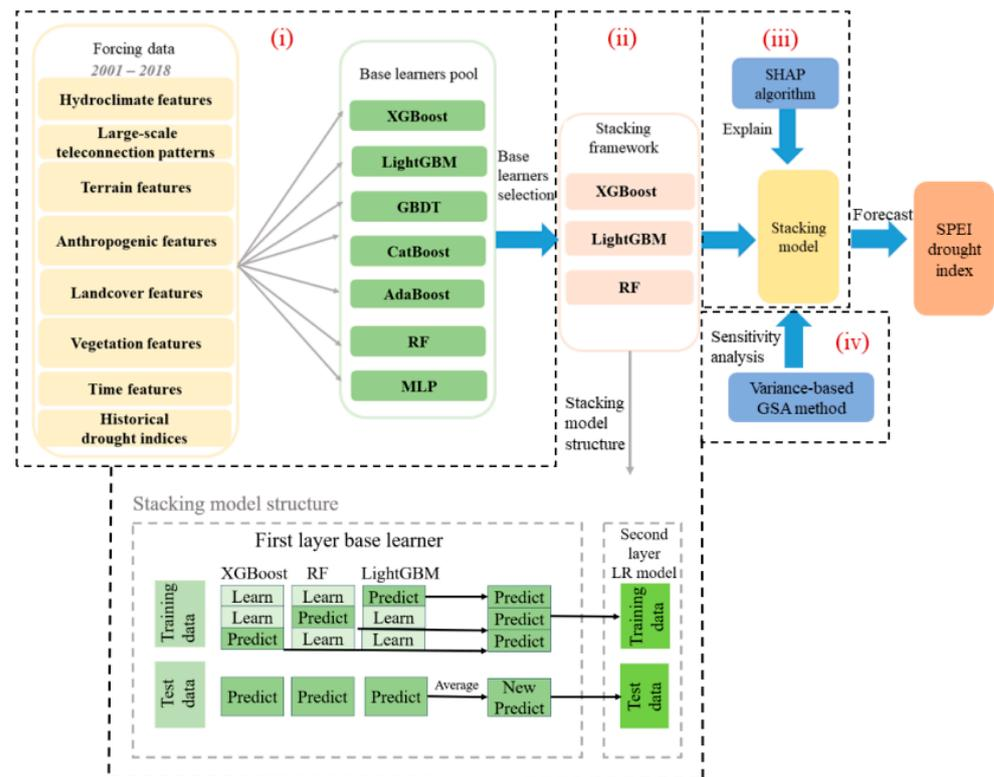 (i)
Forcing data
2001 – 2018
Hydroclimate features
Large-scale
teleconnection patterns
Terrain features
Anthropogenic features
Landcover features
Vegetation features
Time features
Historical
drought indices
Base learners pool
XGBoost
LightGBM
GBDT
CatBoost
AdaBoost
RF
MLP
Base
learners
selection
(ii)
Stacking
framework
XGBoost
LightGBM
RF
Stacking
model
structure
(iii)
SHAP
algorithm
Explain
Stacking
model
Forecast
SPEI
drought
index
Sensitivity
analysis
(iv)
Variance-based
GSA method
Stacking model structure
First layer base learner
XGBoost RF LightGBM
Training
data
Learn Learn Predict Predict
Learn Predict Learn Predict
Predict Learn Learn Predict
Test
data
Predict Predict Predict
Average
New
Predict
Second
layer
LR model
Training
data
Test
data